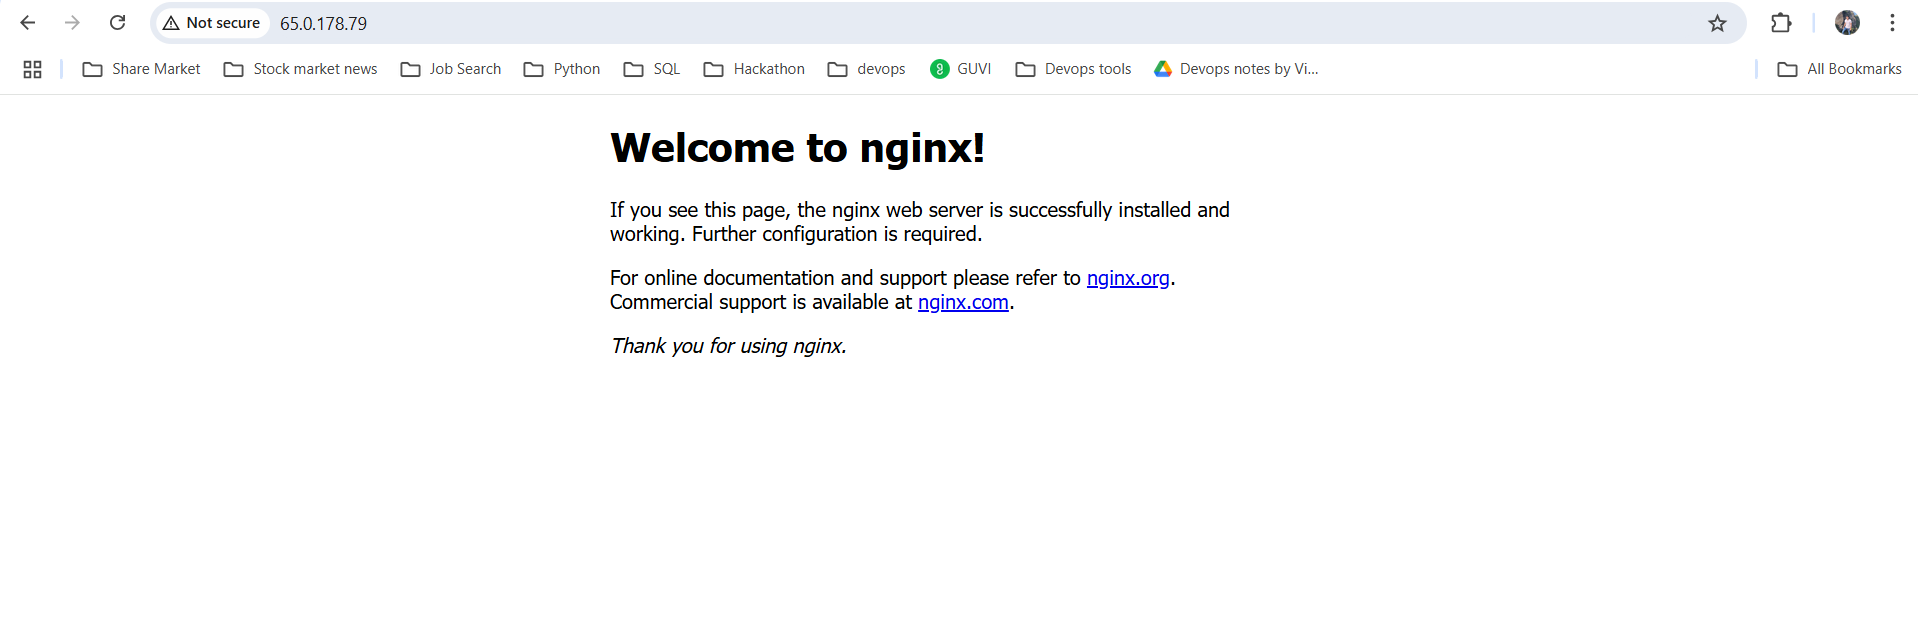 Not secure 65.0.178.79
Share Market Stock market news Job Search Python SQL Hackathon devops GUVI Devops tools Devops notes by Vi... All Bookmarks
Welcome to nginx!
If you see this page, the nginx web server is successfully installed and
working. Further configuration is required.
For online documentation and support please refer to nginx.org.
Commercial support is available at nginx.com.
Thank you for using nginx.